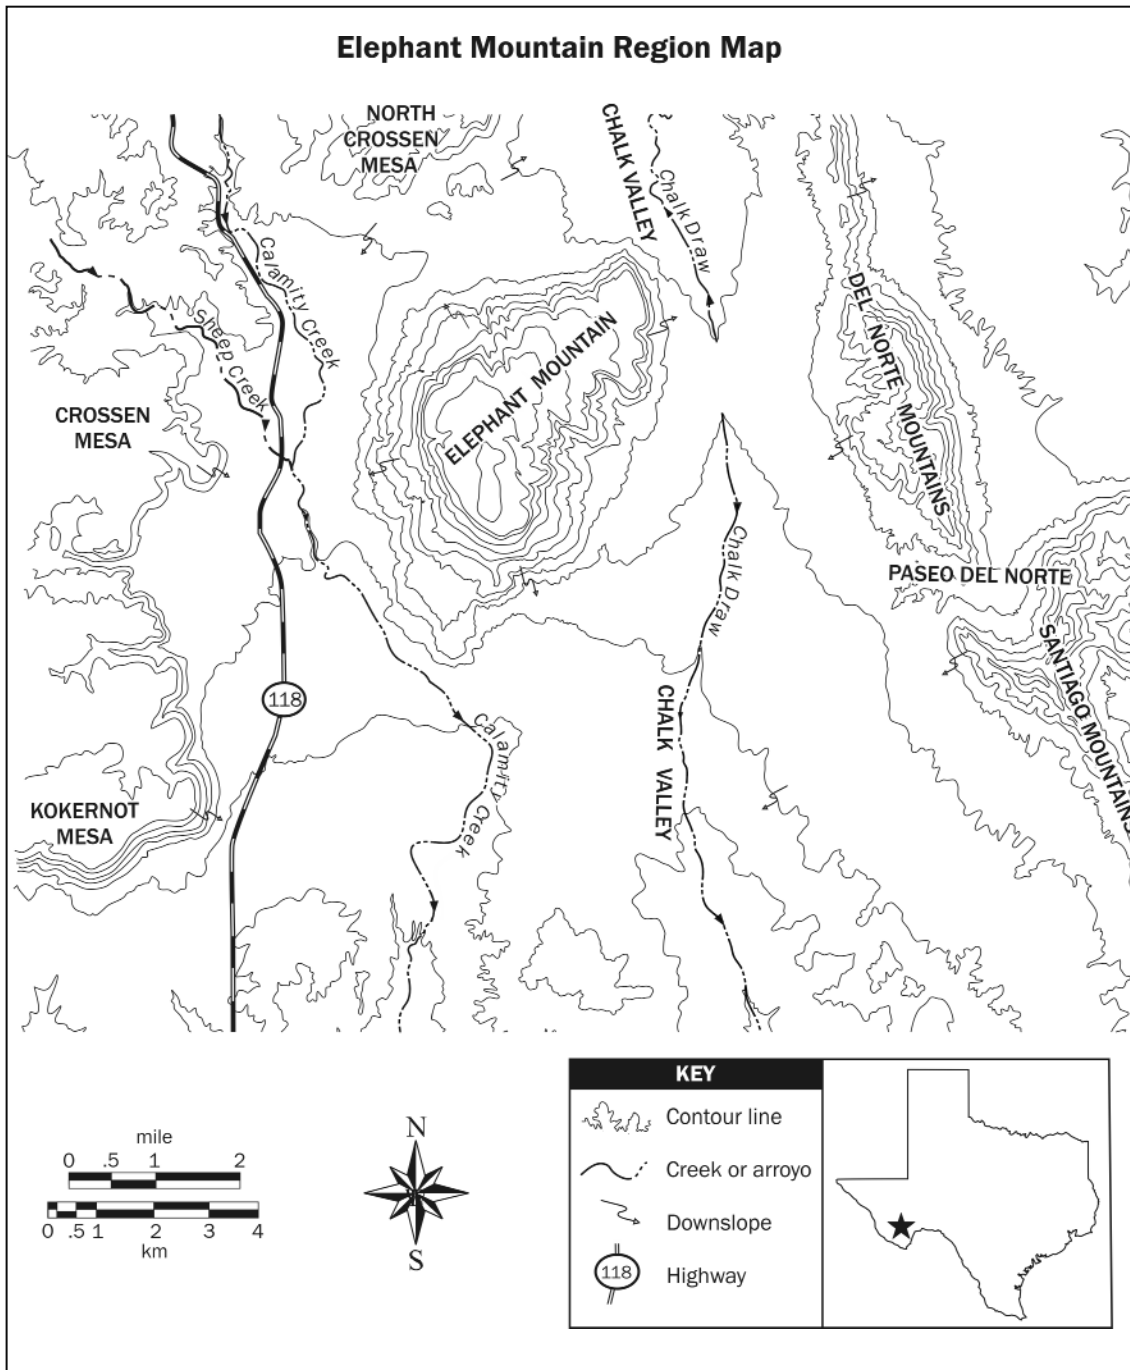 Elephant Mountain Region Map
NORTH
CROSSEN
MESA
CHALK VALLEY
Chalk Draw
Calamity Creek
Sheep Creek
DEL NORTE MOUNTAINS
ELEPHANT MOUNTAIN
CROSSEN
MESA
Chalk Draw
PASEO DEL NORTE
SANTIAGO MOUNTAINS
118
CHALK VALLEY
Calamity Creek
KOKERNOT
MESA
KEY
Contour line
Creek or arroyo
Downslope
118
Highway
mile
0 .5 1 2
0 .5 1 2 3 4
km
N
S